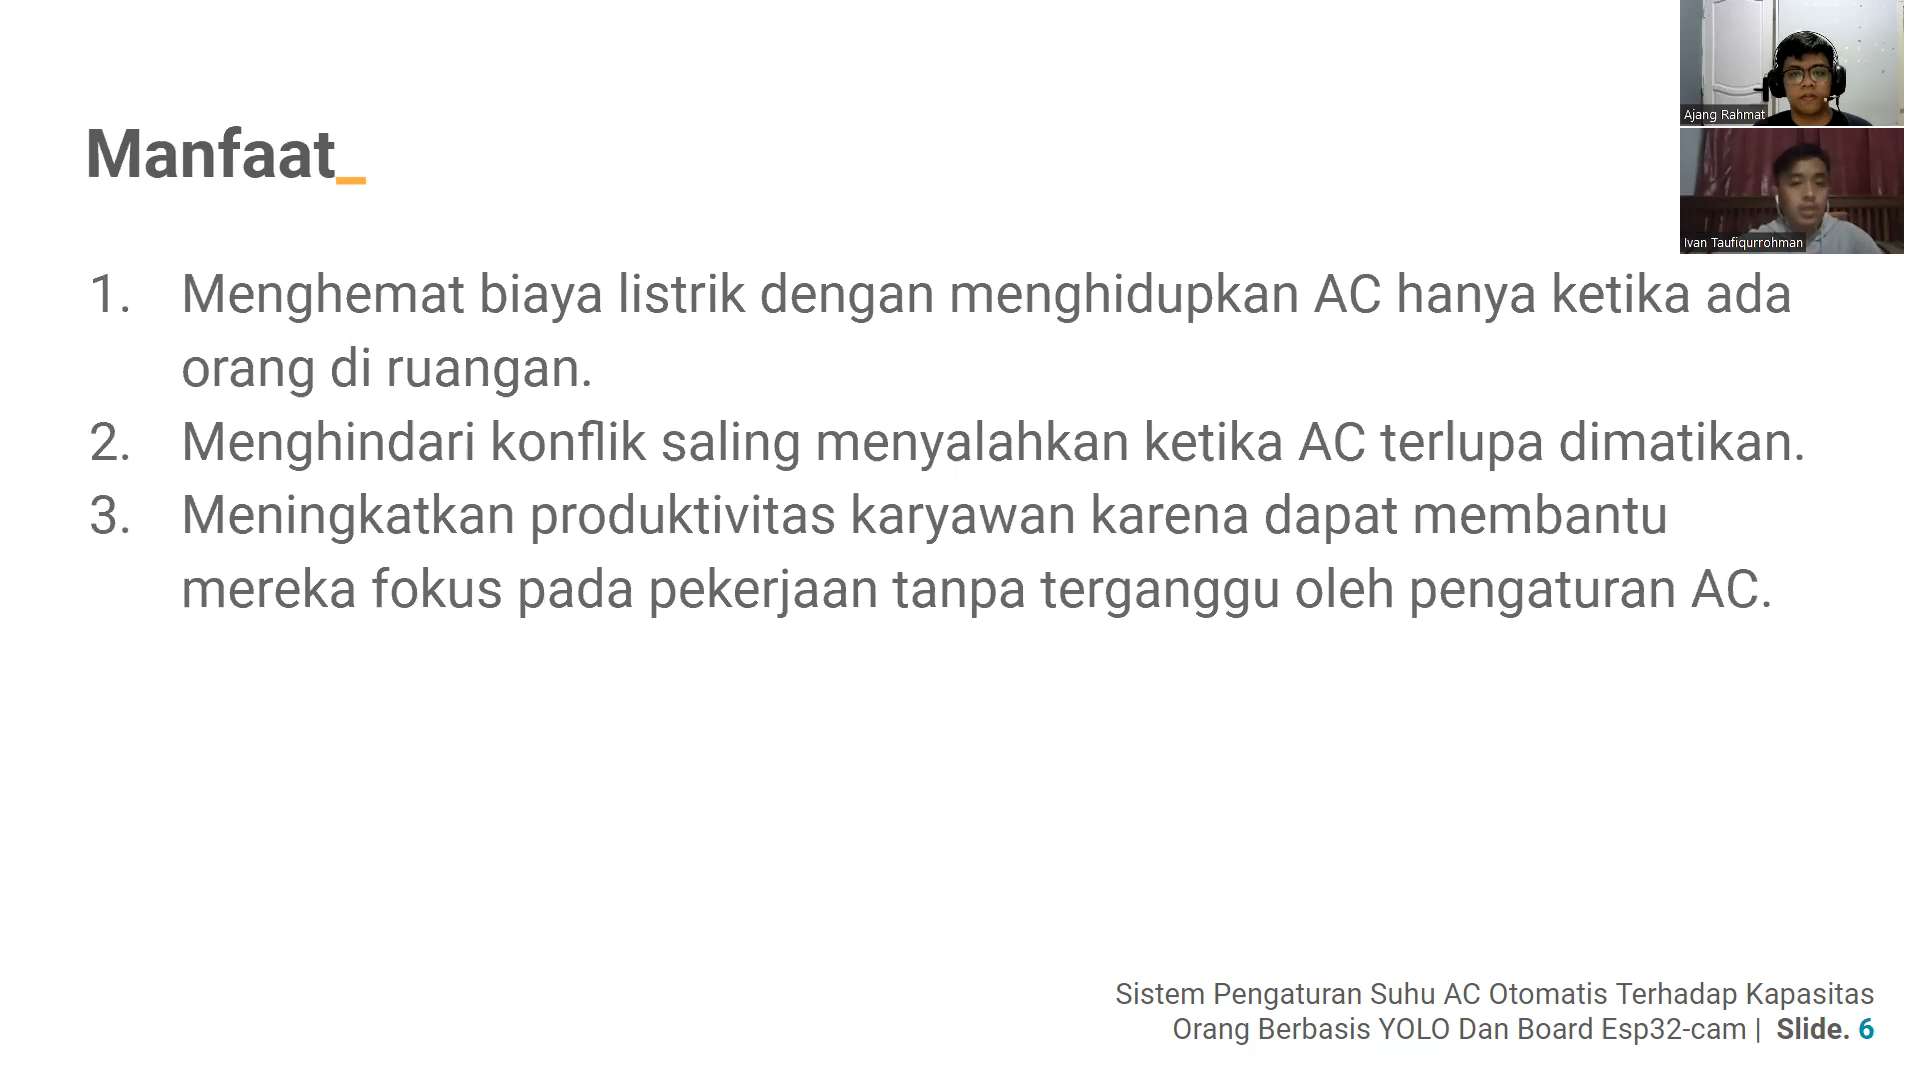 Ajang Rahmat
Ivan Taufiqurrohman
Manfaat_
1. Menghemat biaya listrik dengan menghidupkan AC hanya ketika ada
orang di ruangan.
2. Menghindari konflik saling menyalahkan ketika AC terlupa dimatikan.
3. Meningkatkan produktivitas karyawan karena dapat membantu
mereka fokus pada pekerjaan tanpa terganggu oleh pengaturan AC.
Sistem Pengaturan Suhu AC Otomatis Terhadap Kapasitas
Orang Berbasis YOLO Dan Board Esp32-cam | Slide. 6